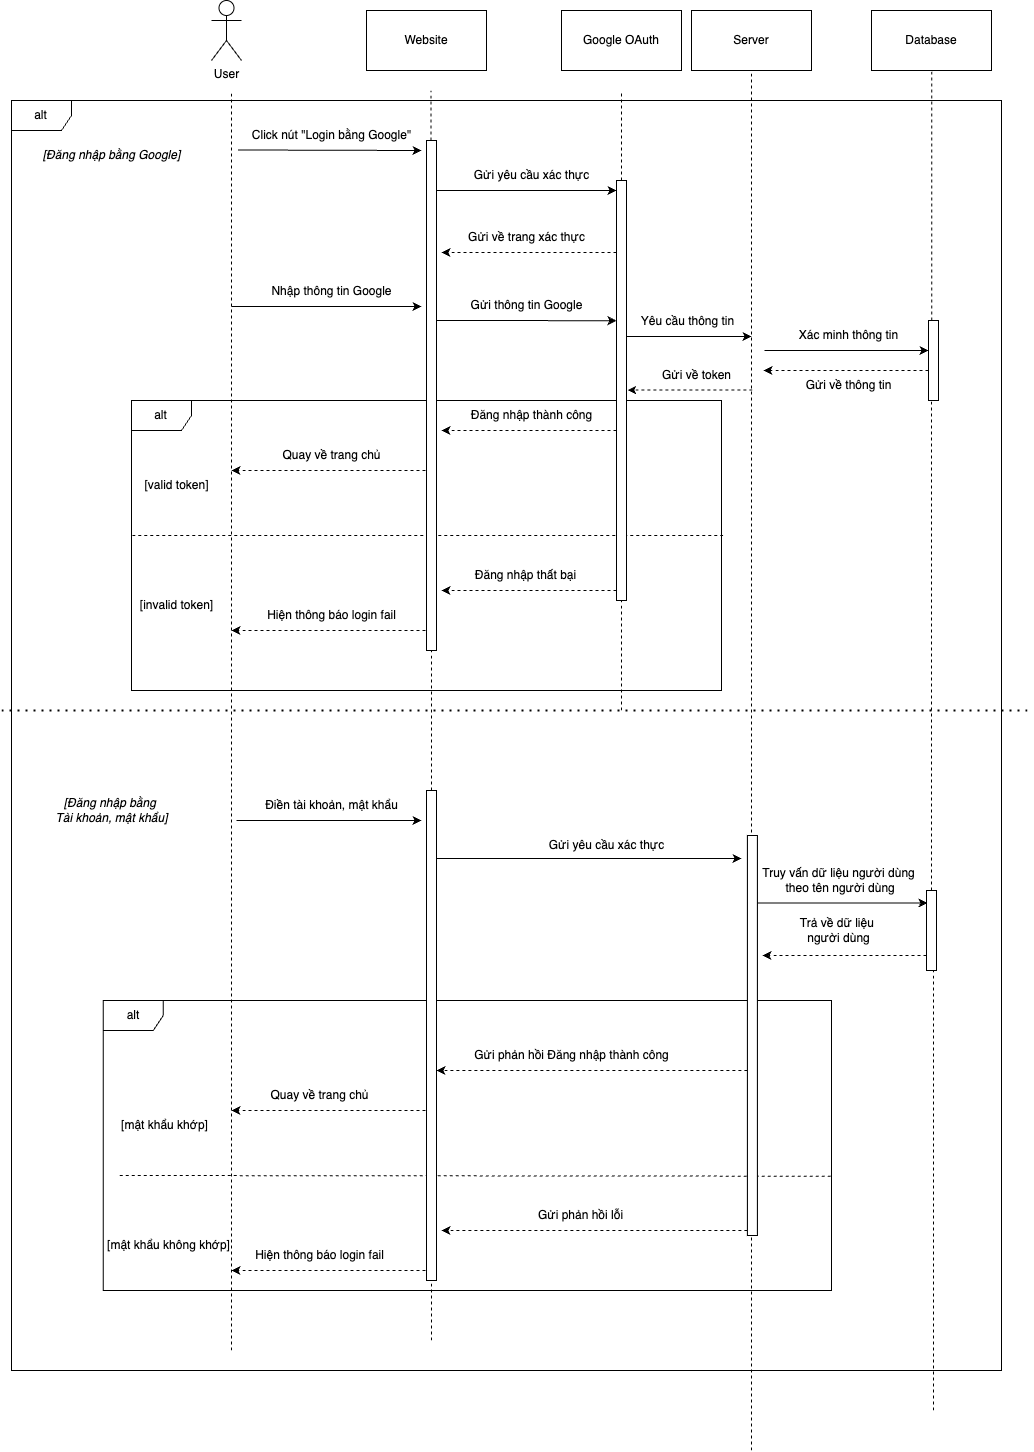 User
Website
Google OAuth
Server
Database
alt
[Đăng nhập bằng Google]
Click nút "Login bằng Google"
Gửi yêu cầu xác thực
Gửi về trang xác thực
Nhập thông tin Google
Gửi thông tin Google
Yêu cầu thông tin
Xác minh thông tin
Gửi về token
Gửi về thông tin
alt
Đăng nhập thành công
Quay về trang chủ
[valid token]
Đăng nhập thất bại
[invalid token]
Hiện thông báo login fail
[Đăng nhập bằng
Tài khoản, mật khẩu]
Điền tài khoản, mật khẩu
Gửi yêu cầu xác thực
Truy vấn dữ liệu người dùng
theo tên người dùng
Trả về dữ liệu
người dùng
alt
Gửi phản hồi Đăng nhập thành công
Quay về trang chủ
[mật khẩu khớp]
Gửi phản hồi lỗi
[mật khẩu không khớp]
Hiện thông báo login fail